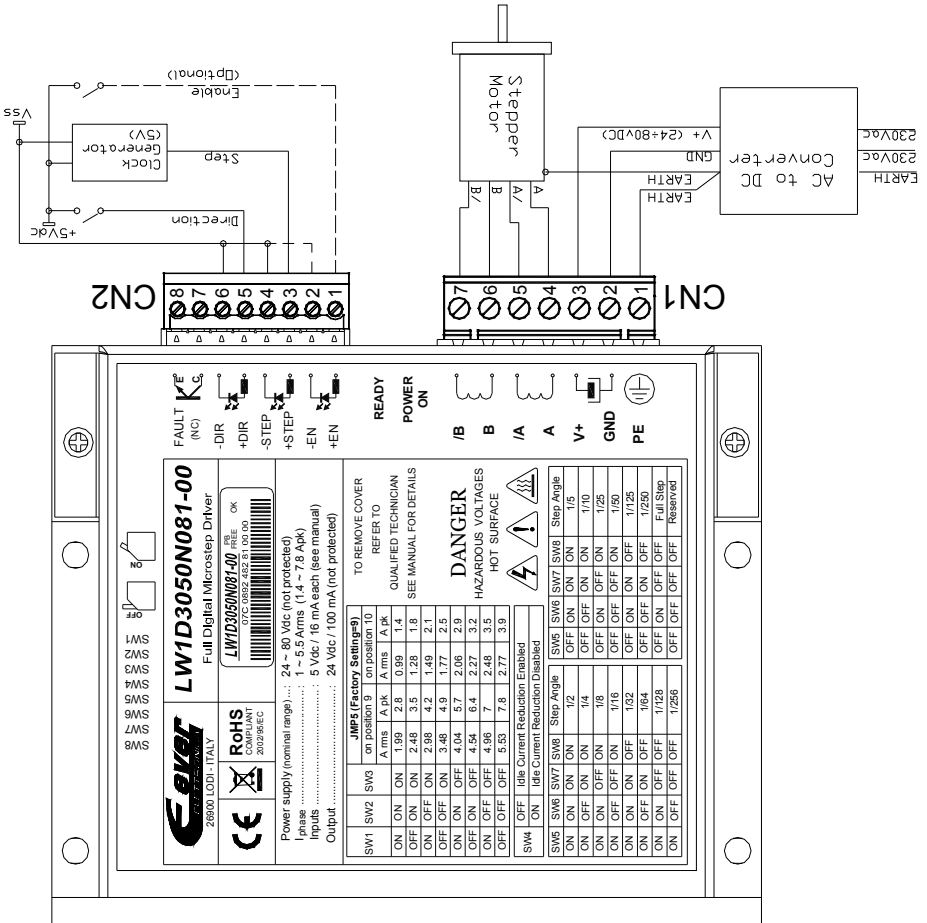 Vss
Enable
(Optional)
Clock
Generator
(5V)
Step
Direction
+5Vdc
CN2
8 7 6 5 4 3 2 1
Stepper
Motor
B/ B A/ A
V+ (24÷80vDC)
GND
EARTH
EARTH
AC to DC
Converter
230Vac
230Vac
EARTH
CN1
7 6 5 4 3 2 1
FAULT
(NC)
E
C
-DIR
+DIR
-STEP
+STEP
-EN
+EN
READY
POWER
ON
/B
B
/A
A
V+
GND
PE
ON
OFF
SW1
SW2
SW3
SW4
SW5
SW6
SW7
SW8
Ever
26900 LODI - ITALY
LW1D3050N081-00
Full Digital Microstep Driver
CE
RoHS
COMPLIANT
2002/95/EC
LW1D3050N081-00 PB FREE OK
07C 0892 482 81 00 00
Power supply (nominal range)....: 24 ~ 80 Vdc (not protected)
Iphase ........: 1 ~ 5.5 Arms (1.4 ~ 7.8 Apk)
Inputs ........: 5 Vdc / 16 mA each (see manual)
Output ........: 24 Vdc / 100 mA (not protected)
JMP5 (Factory Setting=9)
SW1 SW2 SW3 on position 9 on position 10
A rms A pk A rms A pk
ON ON ON 1.99 2.8 0.99 1.4
OFF ON ON 2.48 3.5 1.28 1.8
ON OFF ON 2.98 4.2 1.49 2.1
OFF OFF ON 3.48 4.9 1.77 2.5
ON ON OFF 4.04 5.7 2.06 2.9
OFF ON OFF 4.54 6.4 2.27 3.2
ON OFF OFF 4.96 7 2.48 3.5
OFF OFF OFF 5.53 7.8 2.77 3.9
SW4 OFF Idle Current Reduction Enabled
ON Idle Current Reduction Disabled
TO REMOVE COVER
REFER TO
QUALIFIED TECHNICIAN
SEE MANUAL FOR DETAILS
DANGER
HAZARDOUS VOLTAGES
HOT SURFACE
SW5 SW6 SW7 SW8 Step Angle SW5 SW6 SW7 SW8 Step Angle
ON ON ON ON 1/2 OFF ON ON ON 1/5
ON OFF ON ON 1/4 OFF OFF ON ON 1/10
ON ON OFF ON 1/8 OFF ON OFF ON 1/25
ON OFF OFF ON 1/16 OFF OFF OFF ON 1/50
ON ON ON OFF 1/32 OFF ON ON OFF 1/125
ON OFF ON OFF 1/64 OFF OFF ON OFF 1/250
ON ON OFF OFF 1/128 OFF ON OFF OFF Full Step
ON OFF OFF OFF 1/256 OFF OFF OFF OFF Reserved